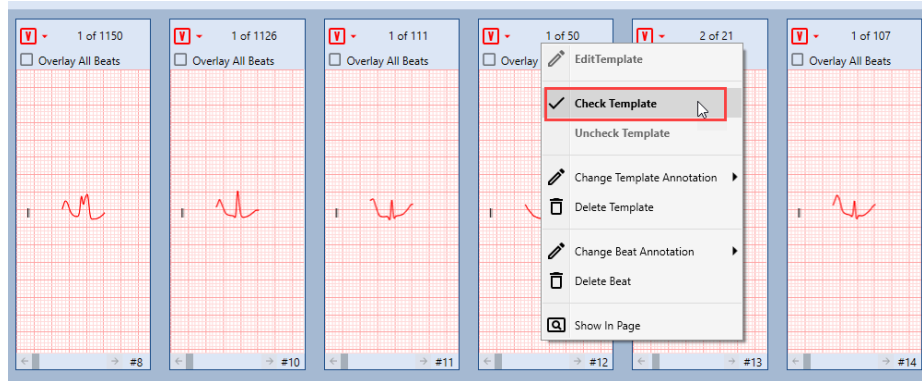 V 1 of 1150
Overlay All Beats
#8
V 1 of 1126
Overlay All Beats
#10
V 1 of 111
Overlay All Beats
#11
V 1 of 50
Overlay
#12
V 2 of 21
#13
V 1 of 107
Overlay All Beats
#14
EditTemplate
Check Template
Uncheck Template
Change Template Annotation
Delete Template
Change Beat Annotation
Delete Beat
Show In Page